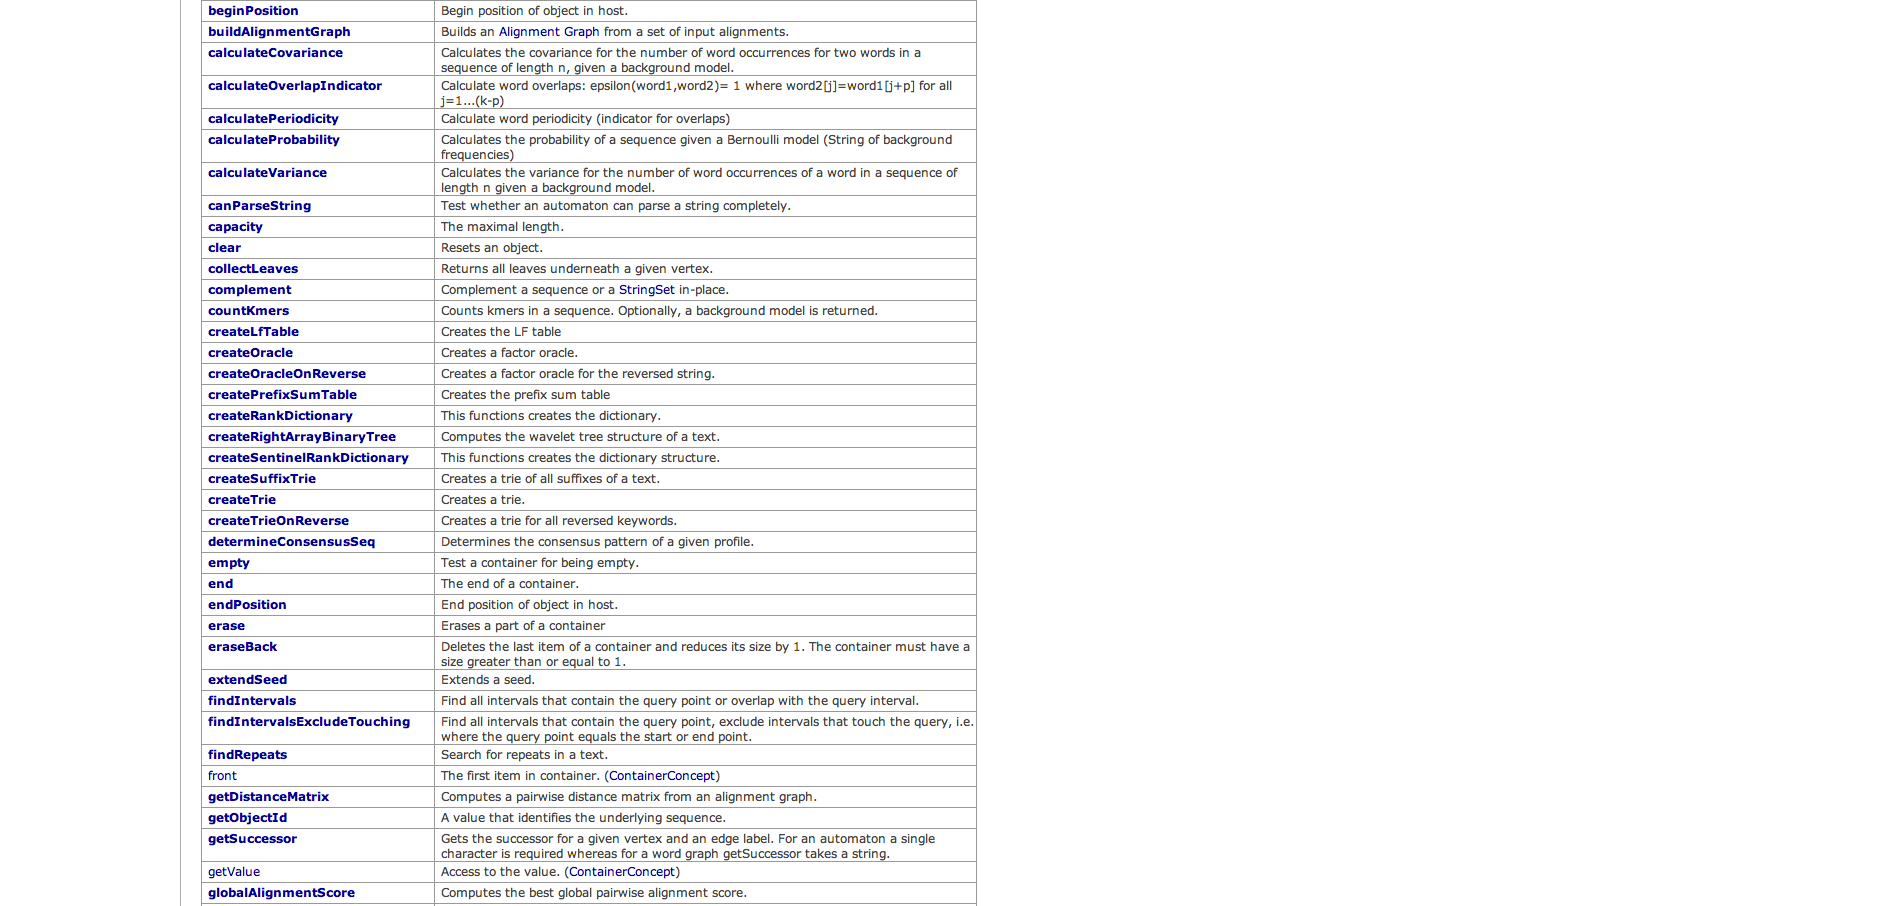 beginPosition Begin position of object in host.
buildAlignmentGraph Builds an Alignment Graph from a set of input alignments.
calculateCovariance Calculates the covariance for the number of word occurrences for two words in a
sequence of length n, given a background model.
calculateOverlapIndicator Calculate word overlaps: epsilon(word1,word2)= 1 where word2[j]=word1[j+p] for all
j=1...(k-p)
calculatePeriodicity Calculate word periodicity (indicator for overlaps)
calculateProbability Calculates the probability of a sequence given a Bernoulli model (String of background
frequencies)
calculateVariance Calculates the variance for the number of word occurrences of a word in a sequence of
length n given a background model.
canParseString Test whether an automaton can parse a string completely.
capacity The maximal length.
clear Resets an object.
collectLeaves Returns all leaves underneath a given vertex.
complement Complement a sequence or a StringSet in-place.
countKmers Counts kmers in a sequence. Optionally, a background model is returned.
createLfTable Creates the LF table
createOracle Creates a factor oracle.
createOracleOnReverse Creates a factor oracle for the reversed string.
createPrefixSumTable Creates the prefix sum table
createRankDictionary This functions creates the dictionary.
createRightArrayBinaryTree Computes the wavelet tree structure of a text.
createSentinelRankDictionary This functions creates the dictionary structure.
createSuffixTrie Creates a trie of all suffixes of a text.
createTrie Creates a trie.
createTrieOnReverse Creates a trie for all reversed keywords.
determineConsensusSeq Determines the consensus pattern of a given profile.
empty Test a container for being empty.
end The end of a container.
endPosition End position of object in host.
erase Erases a part of a container
eraseBack Deletes the last item of a container and reduces its size by 1. The container must have a
size greater than or equal to 1.
extendSeed Extends a seed.
findIntervals Find all intervals that contain the query point or overlap with the query interval.
findIntervalsExcludeTouching Find all intervals that contain the query point, exclude intervals that touch the query, i.e.
where the query point equals the start or end point.
findRepeats Search for repeats in a text.
front The first item in container. (ContainerConcept)
getDistanceMatrix Computes a pairwise distance matrix from an alignment graph.
getObjectId A value that identifies the underlying sequence.
getSuccessor Gets the successor for a given vertex and an edge label. For an automaton a single
character is required whereas for a word graph getSuccessor takes a string.
getValue Access to the value. (ContainerConcept)
globalAlignmentScore Computes the best global pairwise alignment score.